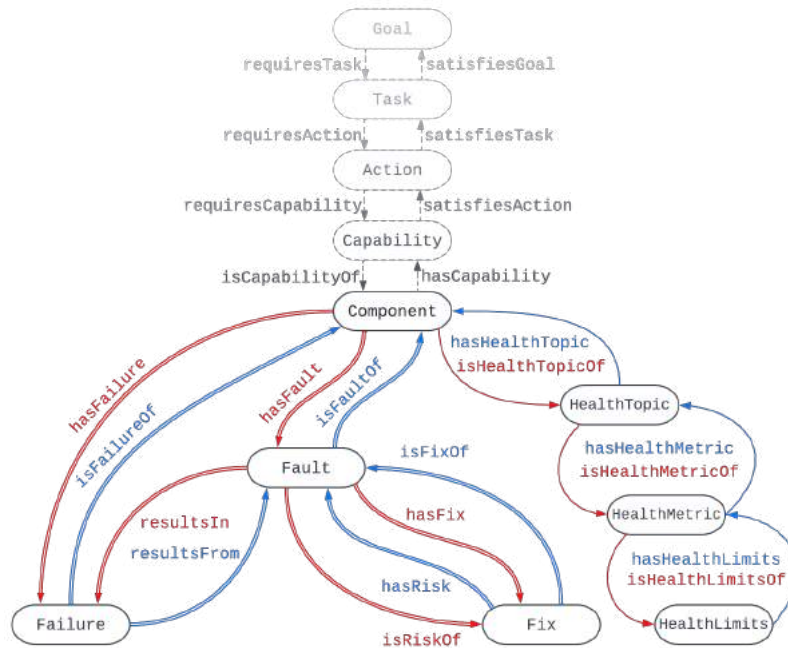 Goal
requiresTask
satisfiesGoal
Task
requiresAction
satisfiesTask
Action
requiresCapability
satisfiesAction
Capability
isCapabilityOf
hasCapability
Component
hasFailure
isFailureOf
hasFault
isFaultOf
hasHealthTopic
isHealthTopicOf
HealthTopic
Fault
isFixOf
hasHealthMetric
isHealthMetricOf
resultsIn
resultsFrom
hasFix
HealthMetric
hasRisk
hasHealthLimits
isHealthLimitsOf
Failure
isRiskOf
Fix
HealthLimits